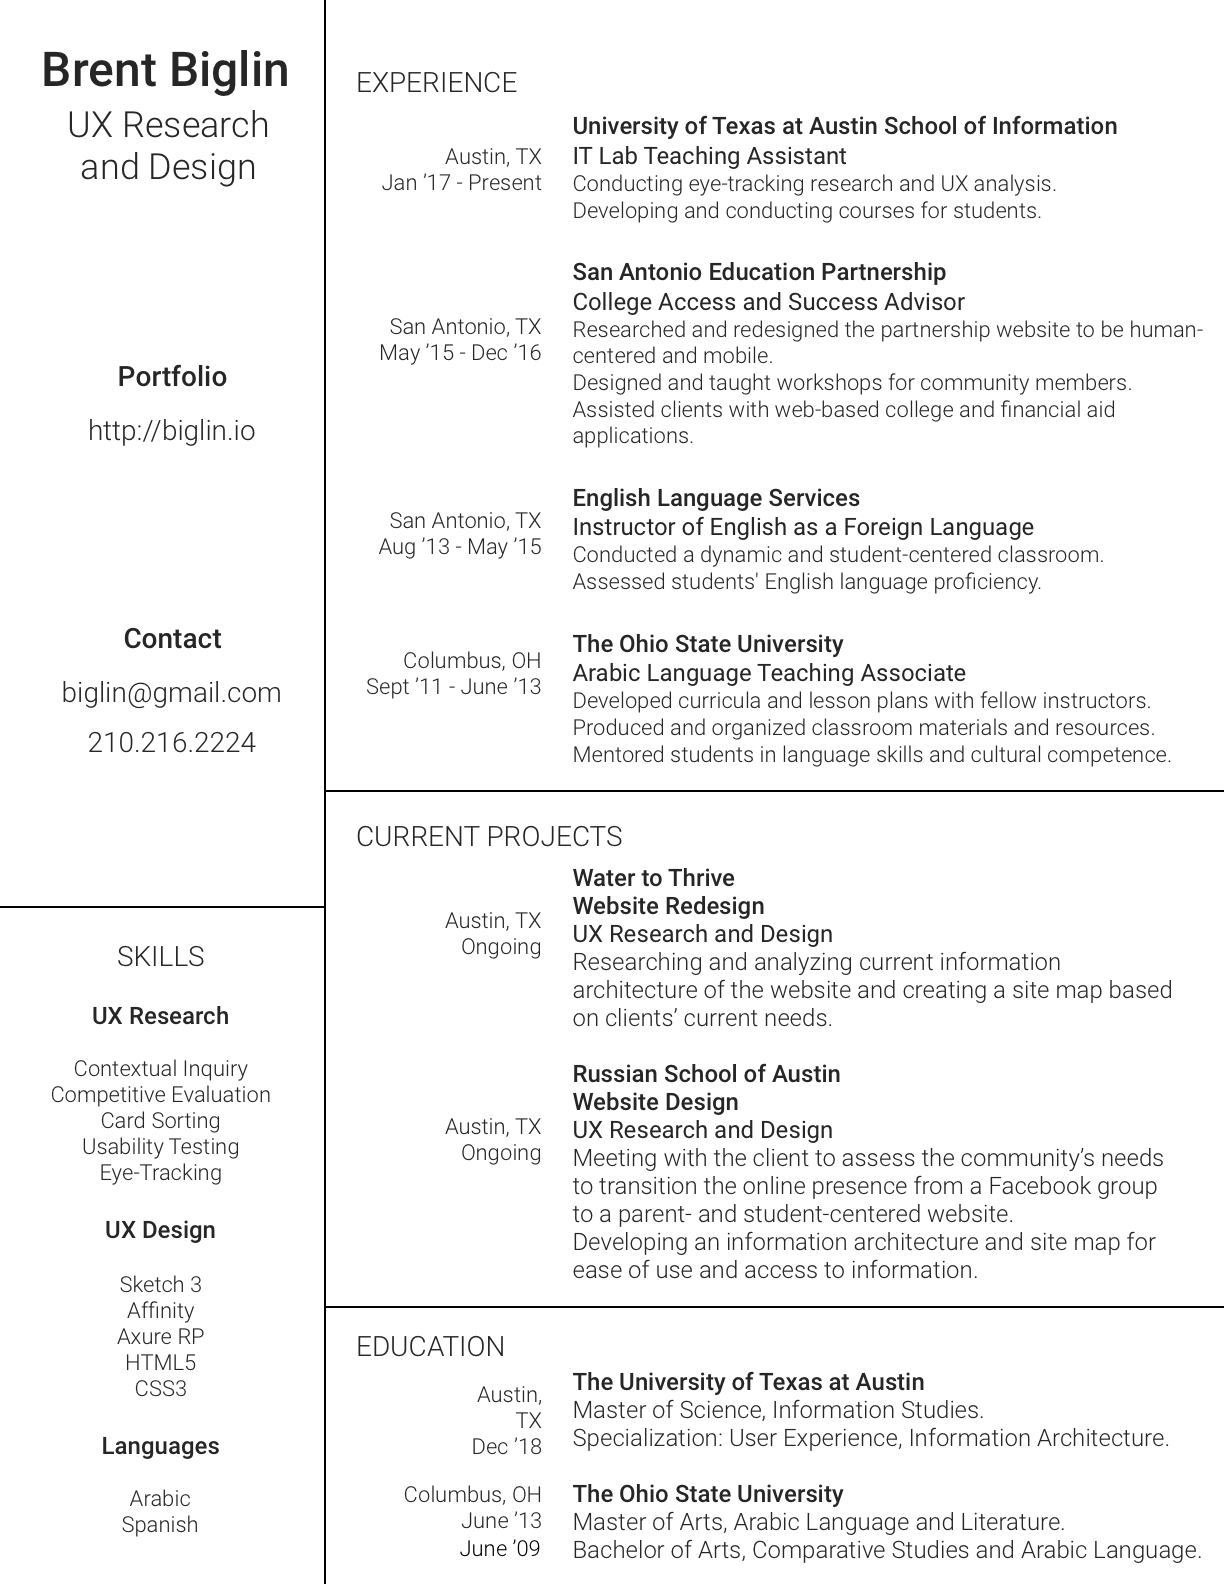 Brent Biglin
UX Research
and Design
Portfolio
http://biglin.io
Contact
biglin@gmail.com
210.216.2224
SKILLS
UX Research
Contextual Inquiry
Competitive Evaluation
Card Sorting
Usability Testing
Eye-Tracking
UX Design
Sketch 3
Affinity
Axure RP
HTML5
CSS3
Languages
Arabic
Spanish
EXPERIENCE
Austin, TX
Jan ’17 - Present
University of Texas at Austin School of Information
IT Lab Teaching Assistant
Conducting eye-tracking research and UX analysis.
Developing and conducting courses for students.
San Antonio, TX
May ’15 - Dec ’16
San Antonio Education Partnership
College Access and Success Advisor
Researched and redesigned the partnership website to be human-
centered and mobile.
Designed and taught workshops for community members.
Assisted clients with web-based college and financial aid
applications.
San Antonio, TX
Aug ’13 - May ’15
English Language Services
Instructor of English as a Foreign Language
Conducted a dynamic and student-centered classroom.
Assessed students' English language proficiency.
Columbus, OH
Sept ’11 - June ’13
The Ohio State University
Arabic Language Teaching Associate
Developed curricula and lesson plans with fellow instructors.
Produced and organized classroom materials and resources.
Mentored students in language skills and cultural competence.
CURRENT PROJECTS
Austin, TX
Ongoing
Water to Thrive
Website Redesign
UX Research and Design
Researching and analyzing current information
architecture of the website and creating a site map based
on clients’ current needs.
Austin, TX
Ongoing
Russian School of Austin
Website Design
UX Research and Design
Meeting with the client to assess the community’s needs
to transition the online presence from a Facebook group
to a parent- and student-centered website.
Developing an information architecture and site map for
ease of use and access to information.
EDUCATION
Austin,
TX
Dec ’18
The University of Texas at Austin
Master of Science, Information Studies.
Specialization: User Experience, Information Architecture.
Columbus, OH
June ’13
June ’09
The Ohio State University
Master of Arts, Arabic Language and Literature.
Bachelor of Arts, Comparative Studies and Arabic Language.